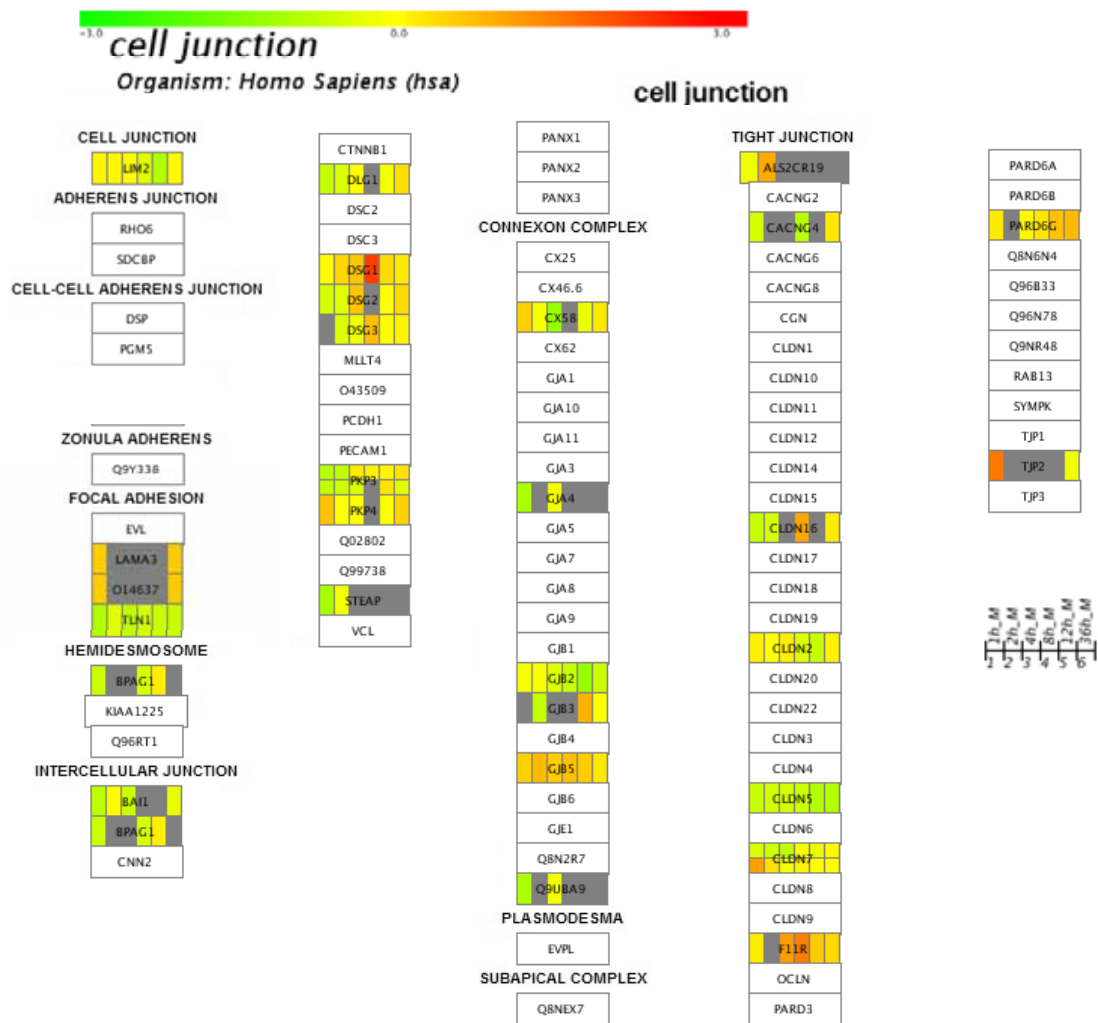 -3.0 0.0 3.0
cell junction
Organism: Homo Sapiens (hsa)
cell junction
CELL JUNCTION
LIM2
ADHERENS JUNCTION
RHO6
SDCBP
CELL-CELL ADHERENS JUNCTION
DSP
PGM5
ZONULA ADHERENS
Q9Y338
FOCAL ADHESION
EVL
LAMA3
O14637
TLN1
HEMIDESMOSOME
BPAG1
KIAA1225
Q96RT1
INTERCELLULAR JUNCTION
BAI1
BPAG1
CNN2
CTNNB1
DLG1
DSC2
DSC3
DSG1
DSG2
DSG3
MLLT4
O43509
PCDH1
PECAM1
PKP3
PKP4
Q02802
Q99738
STEAP
VCL
PANX1
PANX2
PANX3
CONNEXON COMPLEX
CX25
CX46.6
CX58
CX62
GJA1
GJA10
GJA11
GJA3
GJA4
GJA5
GJA7
GJA8
GJA9
GJB1
GJB2
GJB3
GJB4
GJB5
GJB6
GJE1
Q8N2R7
Q9UBA9
PLASMODESMA
EVPL
SUBAPICAL COMPLEX
Q8NEX7
TIGHT JUNCTION
ALS2CR19
CACNG2
CACNG4
CACNG6
CACNG8
CGN
CLDN1
CLDN10
CLDN11
CLDN12
CLDN14
CLDN15
CLDN16
CLDN17
CLDN18
CLDN19
CLDN2
CLDN20
CLDN22
CLDN3
CLDN4
CLDN5
CLDN6
CLDN7
CLDN8
CLDN9
F11R
OCLN
PARD3
PARD6A
PARD6B
PARD6G
Q8N6N4
Q96B33
Q96N78
Q9NR48
RAB13
SYMPK
TJP1
TJP2
TJP3
1h_M 2h_M 4h_M 8h_M 12h_M 36h_M
1 2 3 4 5 6